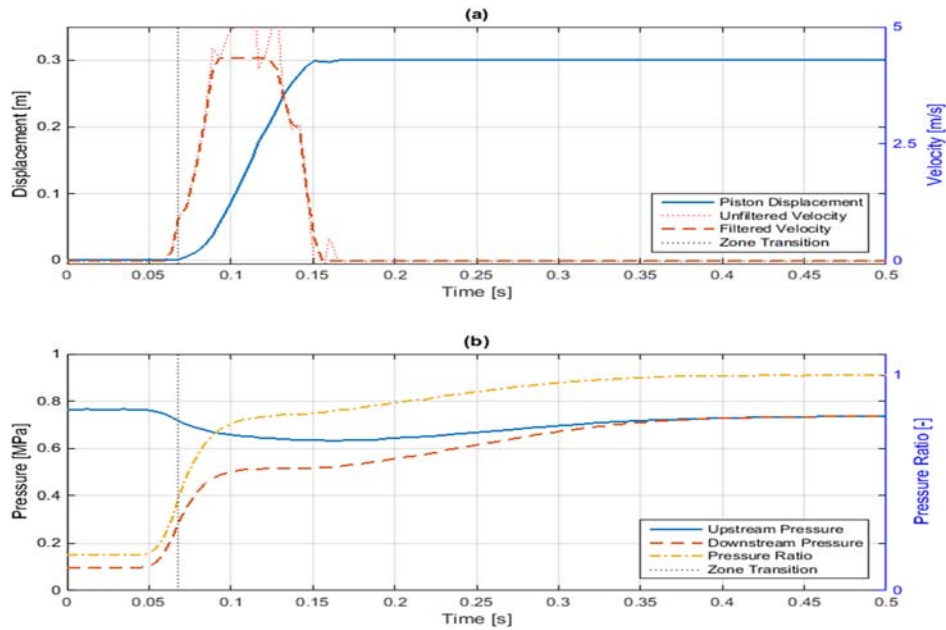 (a)
5
0.3
0.2
2.5
0.1
0
0
Displacement [m]
Velocity [m/s]
Piston Displacement
Unfiltered Velocity
Filtered Velocity
Zone Transition
0 0.05 0.1 0.15 0.2 0.25 0.3 0.35 0.4 0.45 0.5
Time [s]
(b)
1
1
0.8
0.6
0.4
0.2
0
0
Pressure [MPa]
Pressure Ratio [-]
Upstream Pressure
Downstream Pressure
Pressure Ratio
Zone Transition
0 0.05 0.1 0.15 0.2 0.25 0.3 0.35 0.4 0.45 0.5
Time [s]